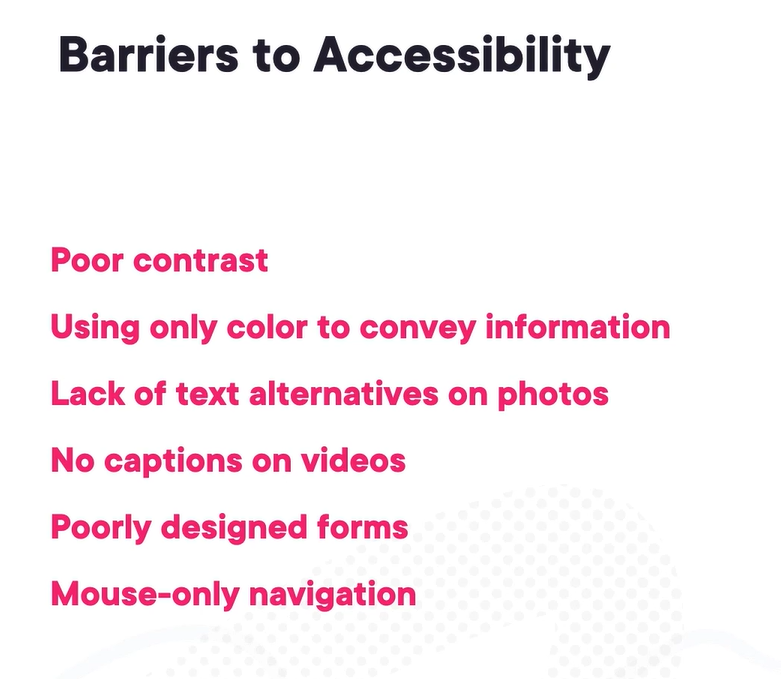 Barriers to Accessibility
Poor contrast
Using only color to convey information
Lack of text alternatives on photos
No captions on videos
Poorly designed forms
Mouse-only navigation